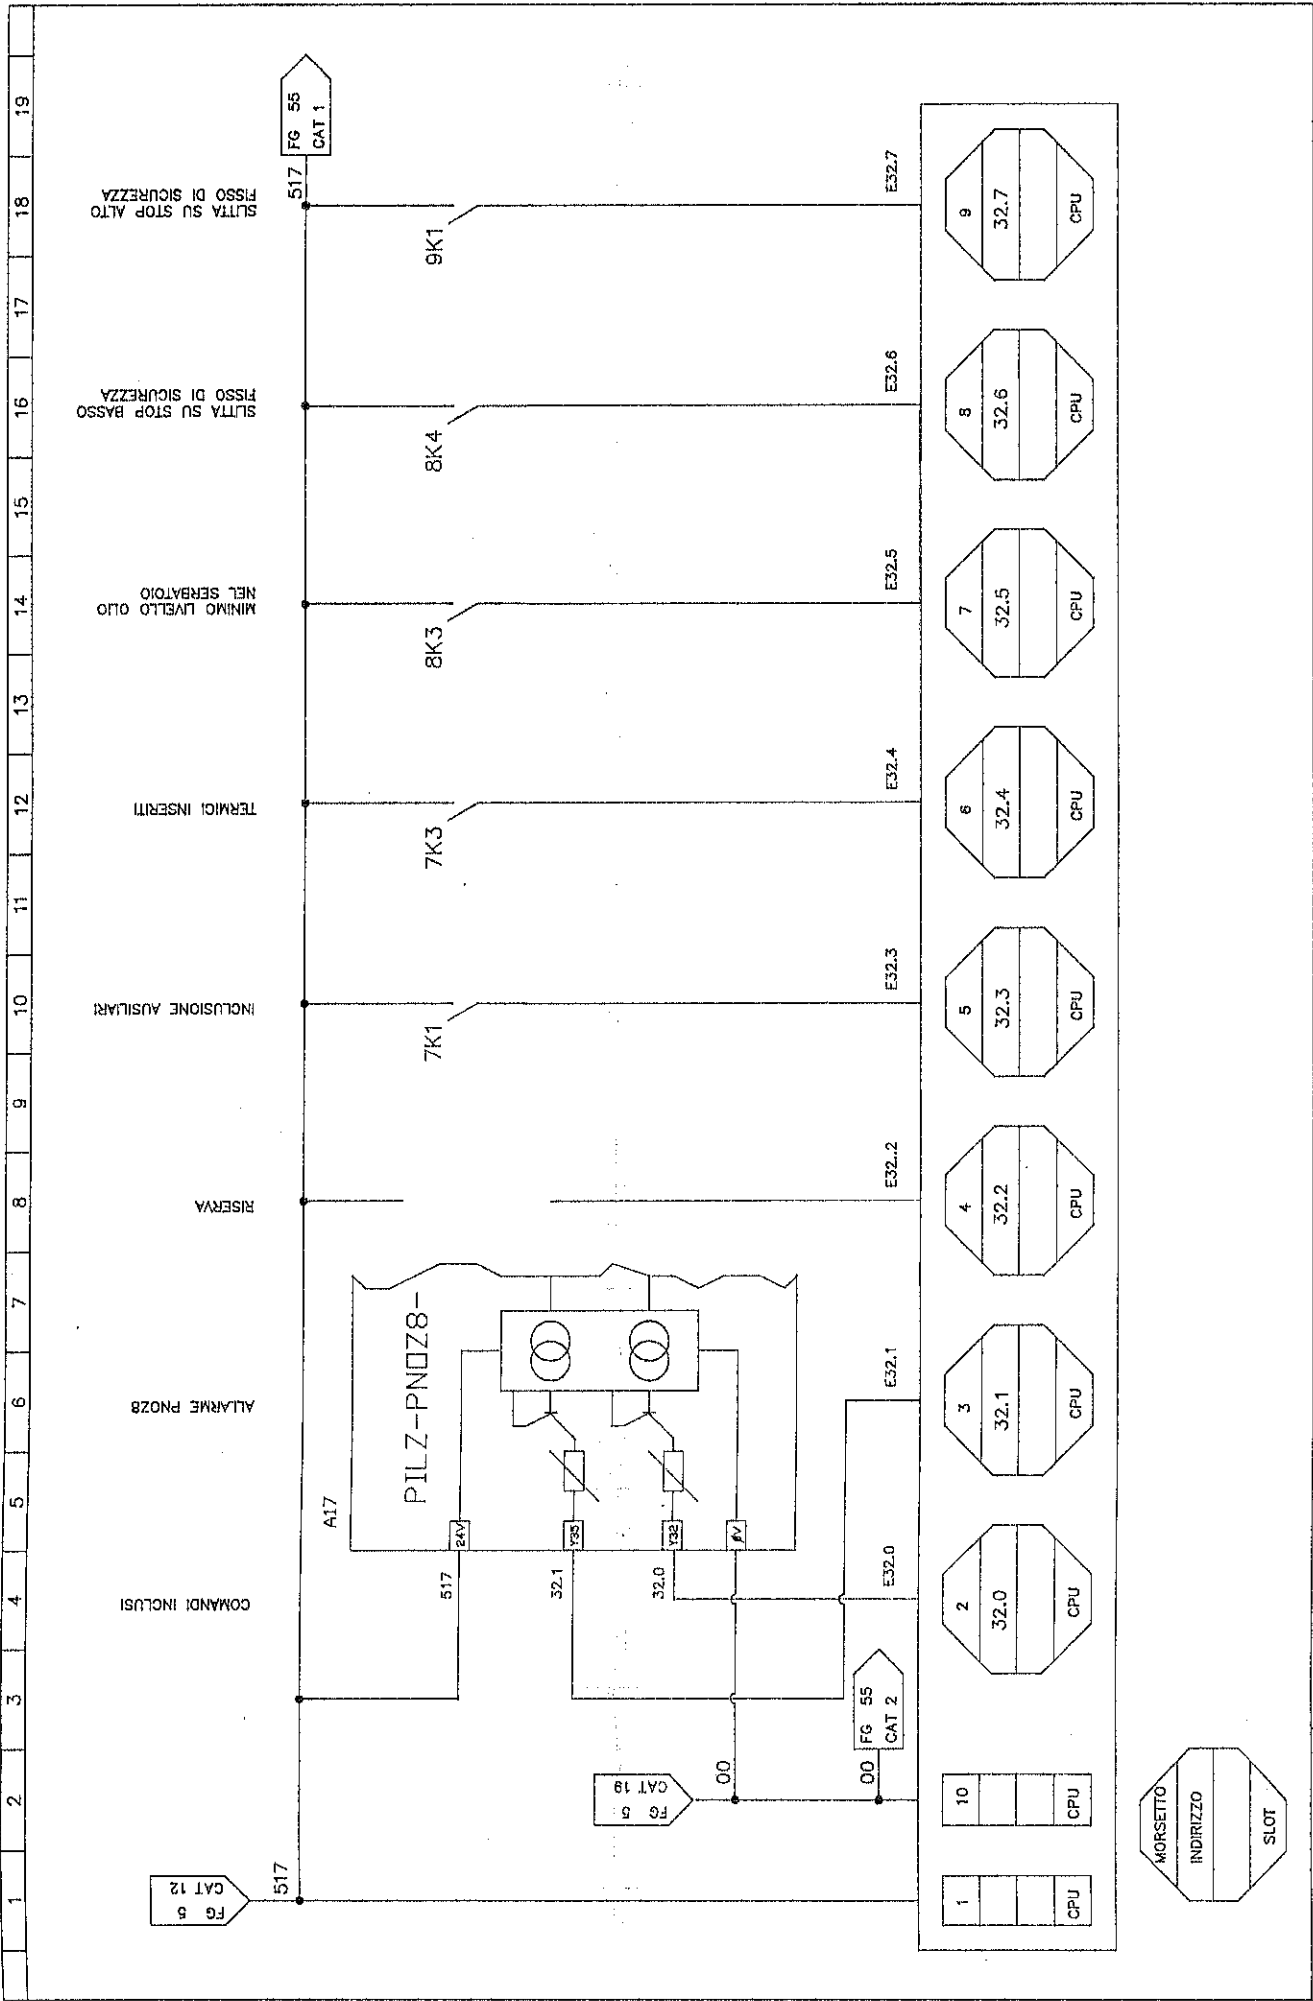 1 2 3 4 5 6 7 8 9 10 11 12 13 14 15 16 17 18 19
FG 5
CAT 12
517
COMANDI INCLUSI
ALLARME PNOZ8
RISERVA
INCLUSIONE AUSILIARI
TERMICI INSERITI
MINIMO LIVELLO OLIO
NEL SERBATOIO
SLITTA SU STOP BASSO
FISSO DI SICUREZZA
SLITTA SU STOP ALTO
FISSO DI SICUREZZA
517
FG 55
CAT 1
A17
PILZ-PNOZ8-
517
24V
32.1
Y35
32.0
Y32
0V
7K1
7K3
8K3
8K4
9K1
FG 5
CAT 19
00
00
FG 55
CAT 2
E32.0
E32.1
E32.2
E32.3
E32.4
E32.5
E32.6
E32.7
1
CPU
10
CPU
2
32.0
CPU
3
32.1
CPU
4
32.2
CPU
5
32.3
CPU
6
32.4
CPU
7
32.5
CPU
8
32.6
CPU
9
32.7
CPU
MORSETTO
INDIRIZZO
SLOT